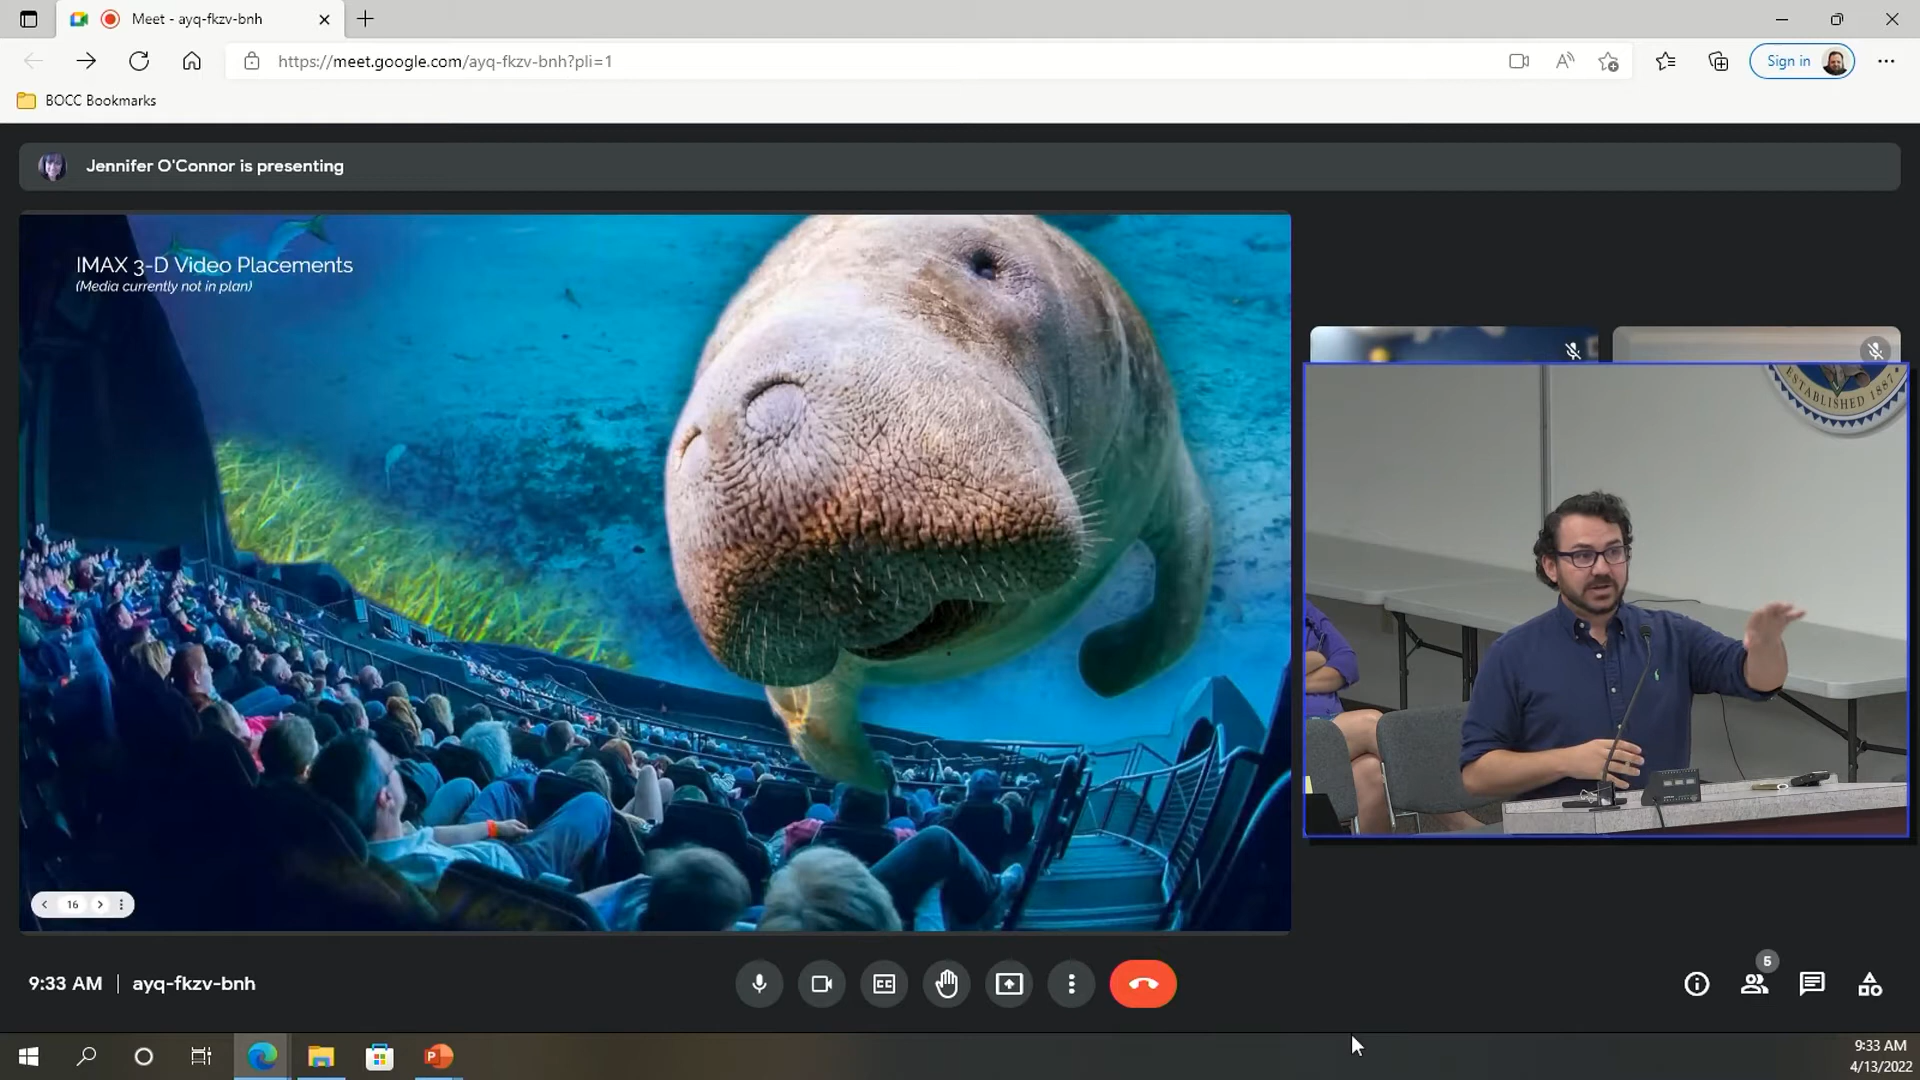 Meet - ayq-fkzv-bnh
https://meet.google.com/ayq-fkzv-bnh?pli=1
Sign in
BOCC Bookmarks
Jennifer O'Connor is presenting
IMAX 3-D Video Placements
(Media currently not in plan)
ESTABLISHED 1887
16
9:33 AM | ayq-fkzv-bnh
CC
5
9:33 AM
4/13/2022